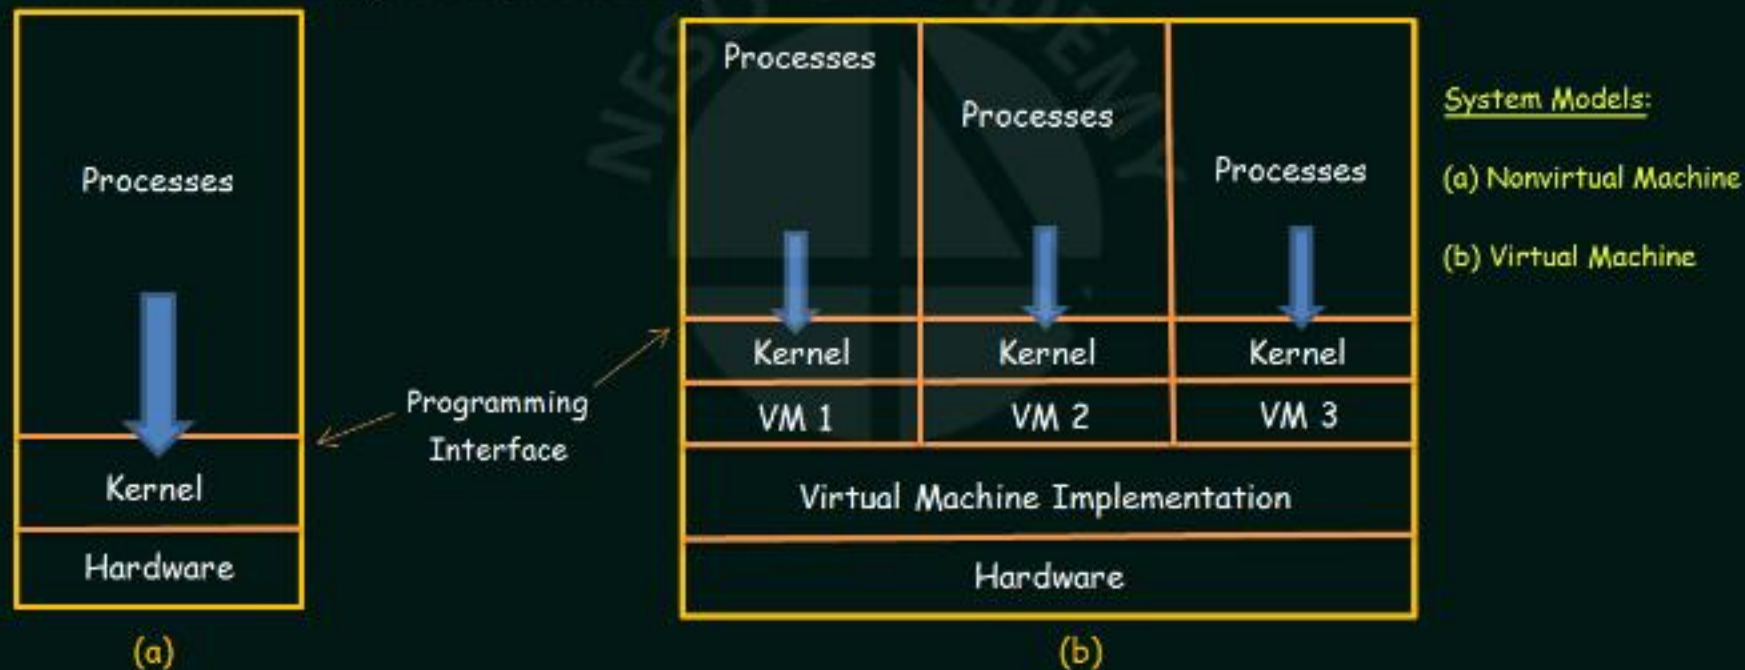 Processes
Kernel
Hardware
(a)
Programming
Interface
Processes
Processes
Processes
Kernel
Kernel
Kernel
VM 1
VM 2
VM 3
Virtual Machine Implementation
Hardware
(b)
System Models:
(a) Nonvirtual Machine
(b) Virtual Machine